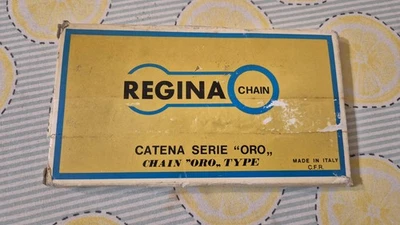 REGINA CHAIN
CATENA SERIE "ORO„
CHAIN "ORO„ TYPE
MADE IN ITALY
C.F.R.